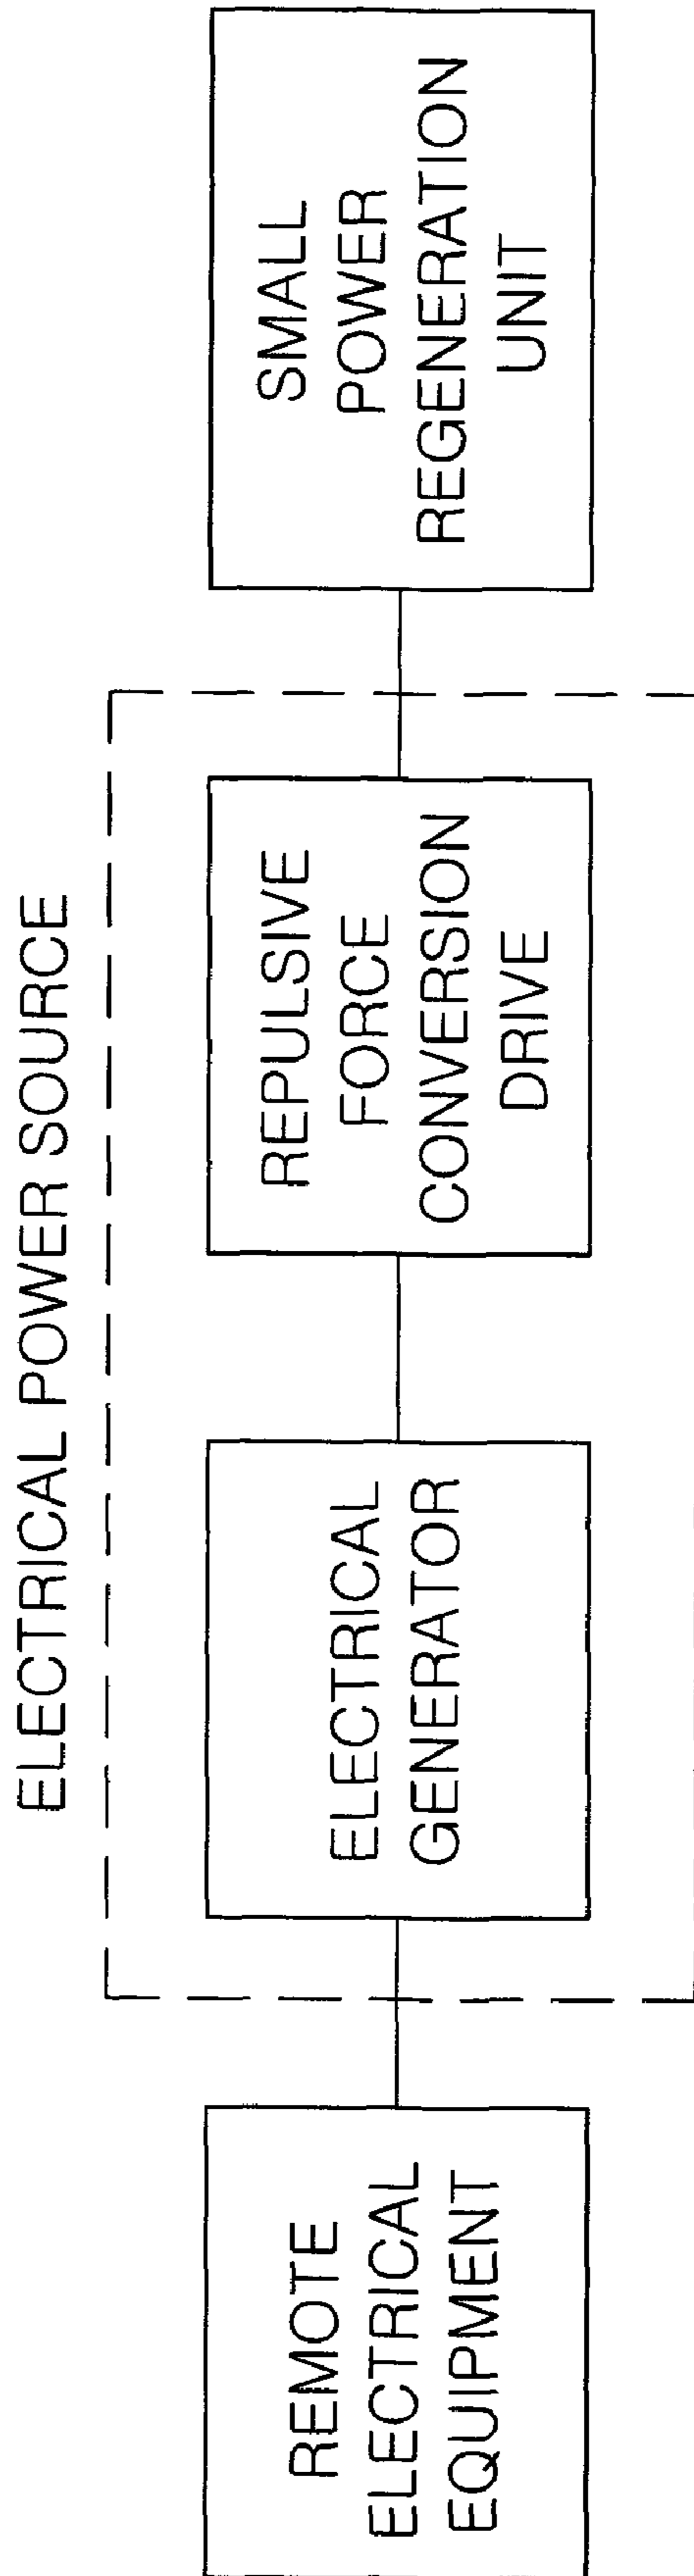 ELECTRICAL POWER SOURCE
REMOTE
ELECTRICAL
EQUIPMENT
ELECTRICAL
GENERATOR
REPULSIVE
FORCE
CONVERSION
DRIVE
SMALL
POWER
REGENERATION
UNIT